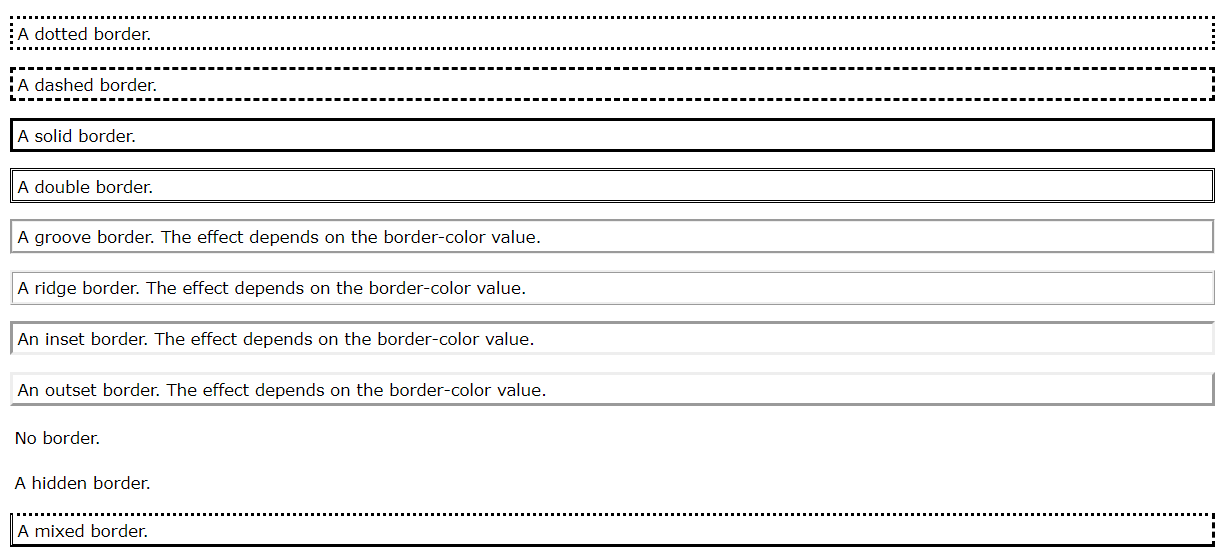 A dotted border.
A dashed border.
A solid border.
A double border.
A groove border. The effect depends on the border-color value.
A ridge border. The effect depends on the border-color value.
An inset border. The effect depends on the border-color value.
An outset border. The effect depends on the border-color value.
No border.
A hidden border.
A mixed border.